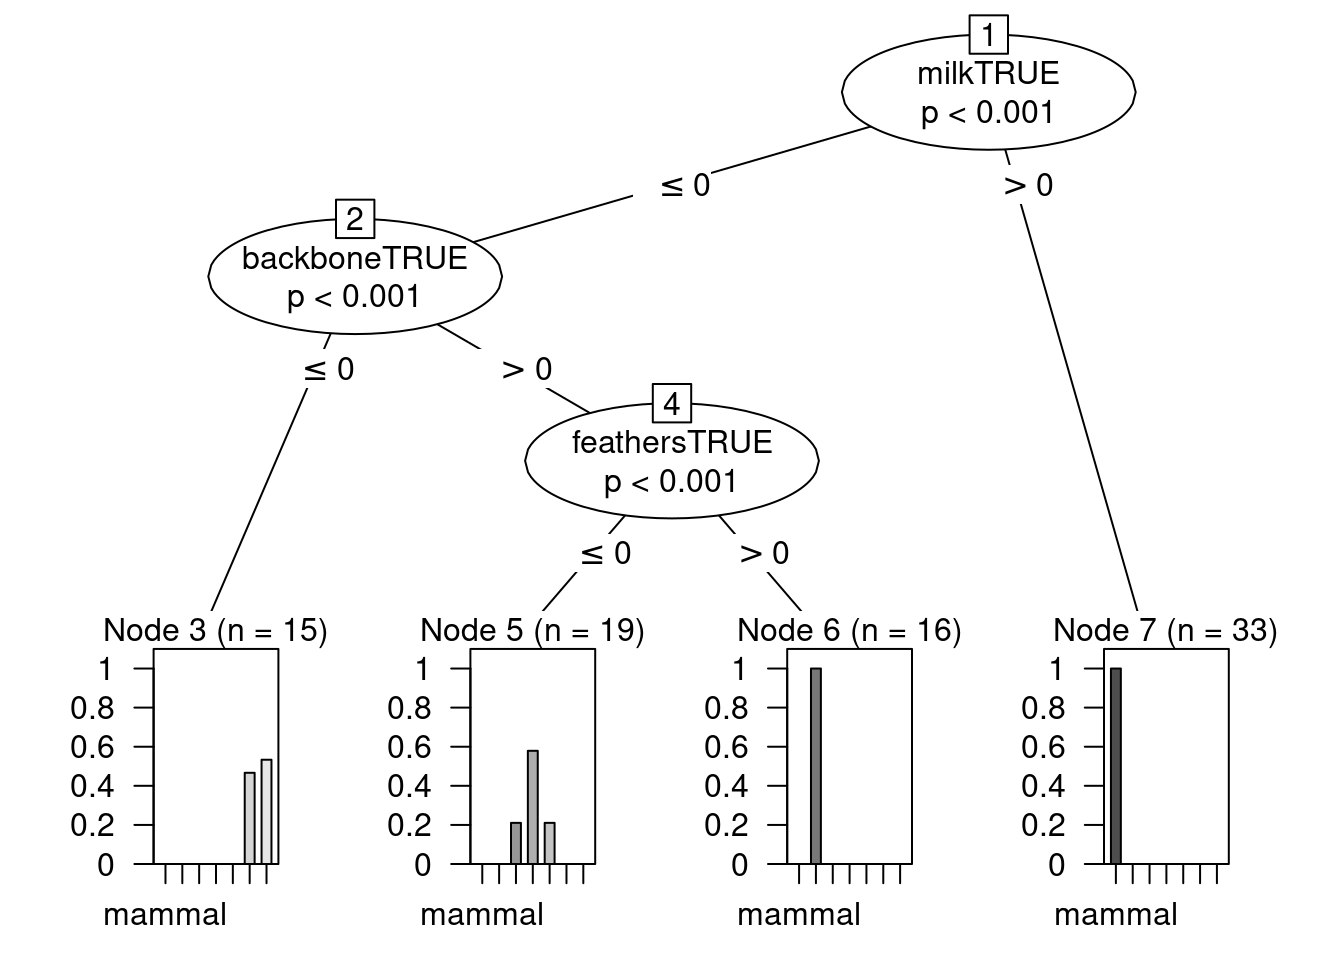 1
milkTRUE
p < 0.001
≤ 0
> 0
2
backboneTRUE
p < 0.001
≤ 0
> 0
4
feathersTRUE
p < 0.001
≤ 0
> 0
Node 3 (n = 15)
1
0.8
0.6
0.4
0.2
0
mammal
Node 5 (n = 19)
1
0.8
0.6
0.4
0.2
0
mammal
Node 6 (n = 16)
1
0.8
0.6
0.4
0.2
0
mammal
Node 7 (n = 33)
1
0.8
0.6
0.4
0.2
0
mammal